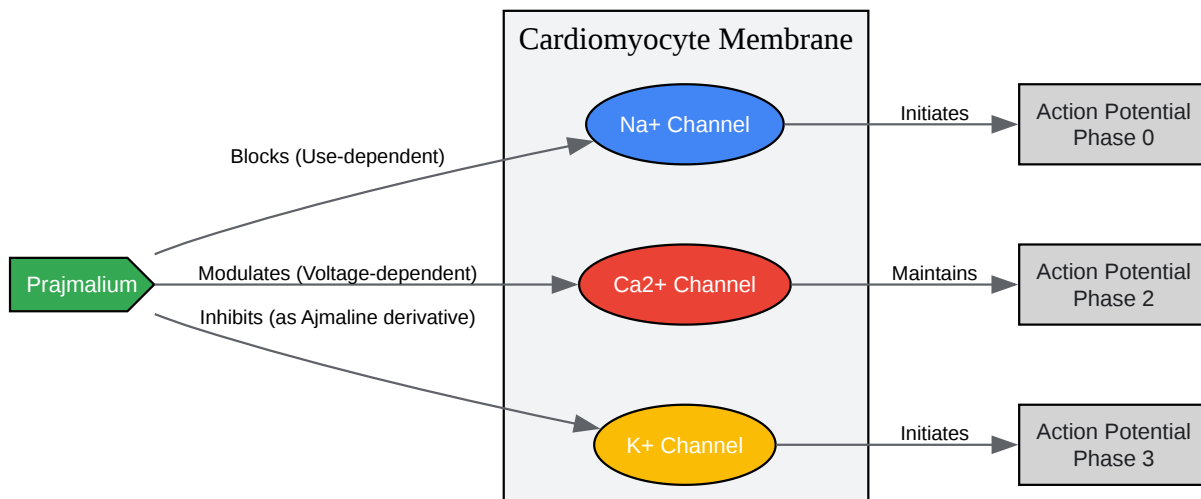 Cardiomyocyte Membrane
Na+ Channel
Initiates
Action Potential
Phase 0
Blocks (Use-dependent)
Prajmalium
Modulates (Voltage-dependent)
Ca2+ Channel
Maintains
Action Potential
Phase 2
Inhibits (as Ajmaline derivative)
K+ Channel
Initiates
Action Potential
Phase 3